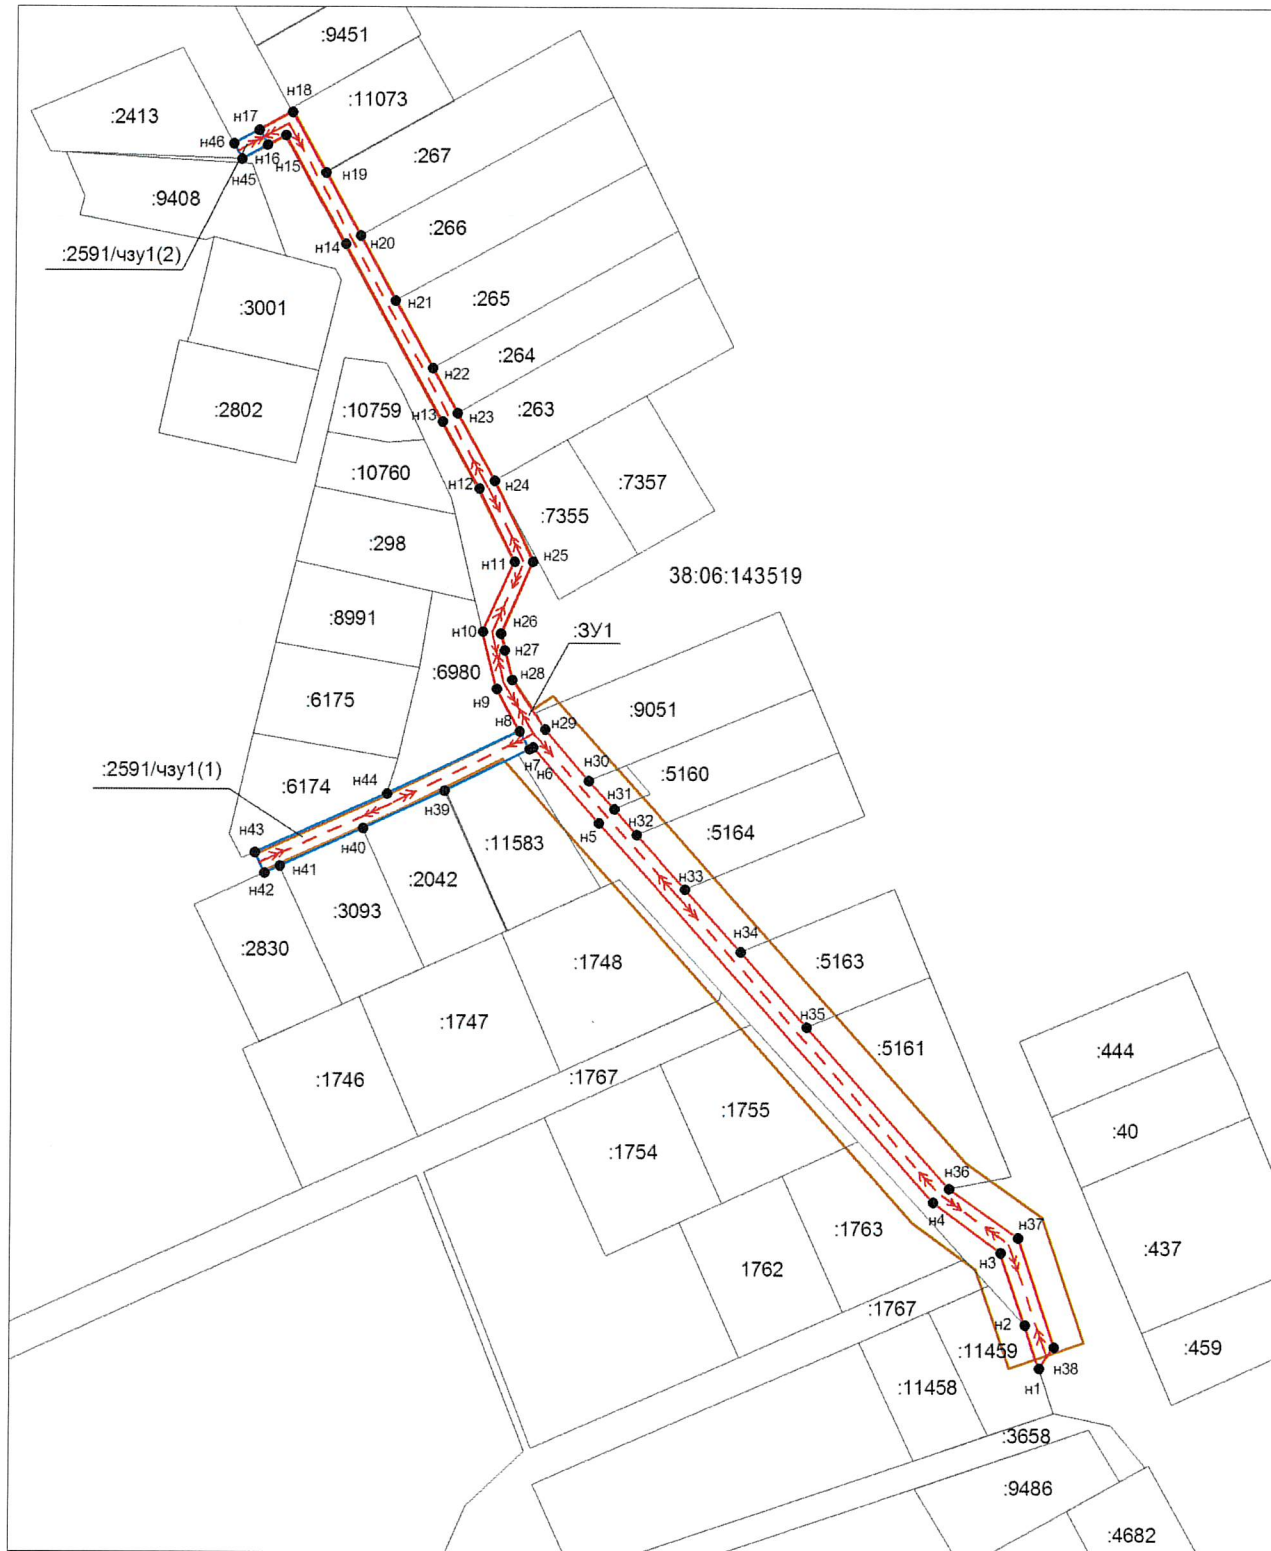 :9451
н18
:11073
:2413
н17
н46
н16
н15
н45
:267
н19
:9408
:266
н20
н14
:2591/чзу1(2)
:265
н21
:3001
:264
н22
:2802
:10759
н13
н23
:263
:10760
н12
н24
:7357
:7355
:298
н11
н25
38:06:143519
:8991
н10
н26
:ЗУ1
н27
:6980
н28
:6175
н9
:9051
н8
н29
:2591/чзу1(1)
н7
н6
н30
:5160
:6174
н44
н39
н31
н32
н43
н40
н5
:5164
н41
:11583
н42
:2042
н33
:3093
:2830
н34
:1748
:5163
:1747
н35
:5161
:444
:1746
:1767
:1755
:40
:1754
н36
н4
:1763
н37
:437
1762
н3
:1767
н2
:11459
:459
н38
:11458
н1
:3658
:9486
:4682